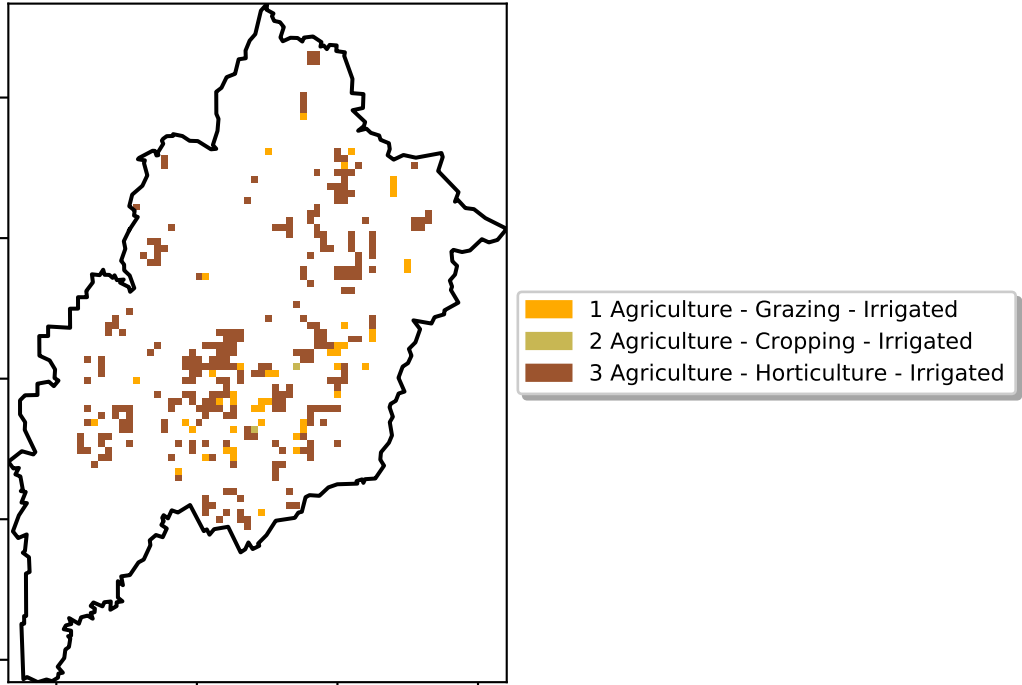 1 Agriculture - Grazing - Irrigated
2 Agriculture - Cropping - Irrigated
3 Agriculture - Horticulture - Irrigated